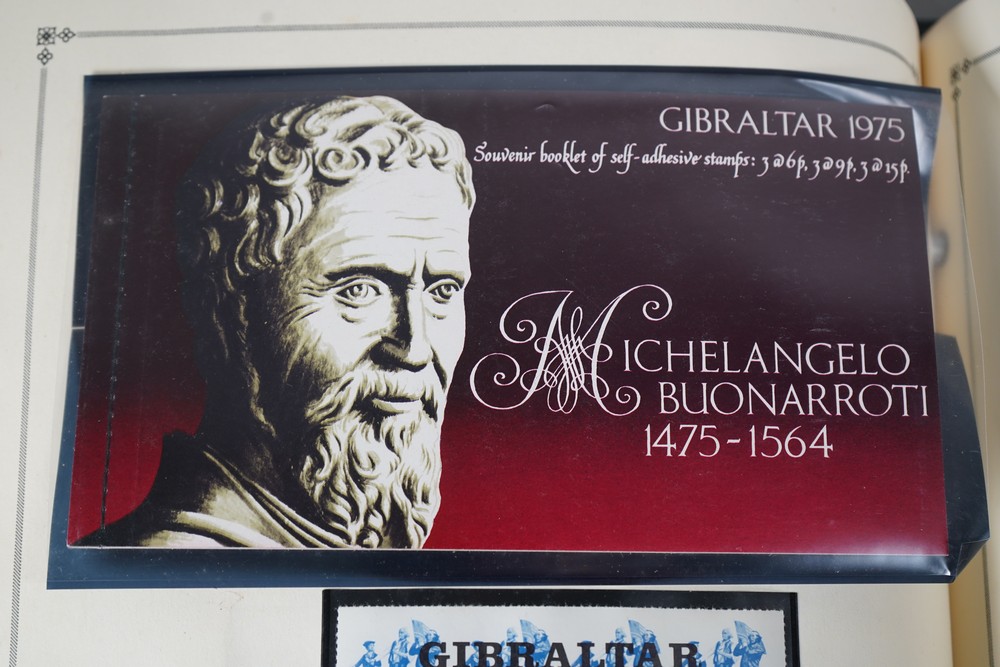 GIBRALTAR 1975
Souvenir booklet of self-adhesive stamps: 3@6p, 3@9p, 3@15p.
MICHELANGELO
BUONARROTI
1475-1564
GIBRALTAR